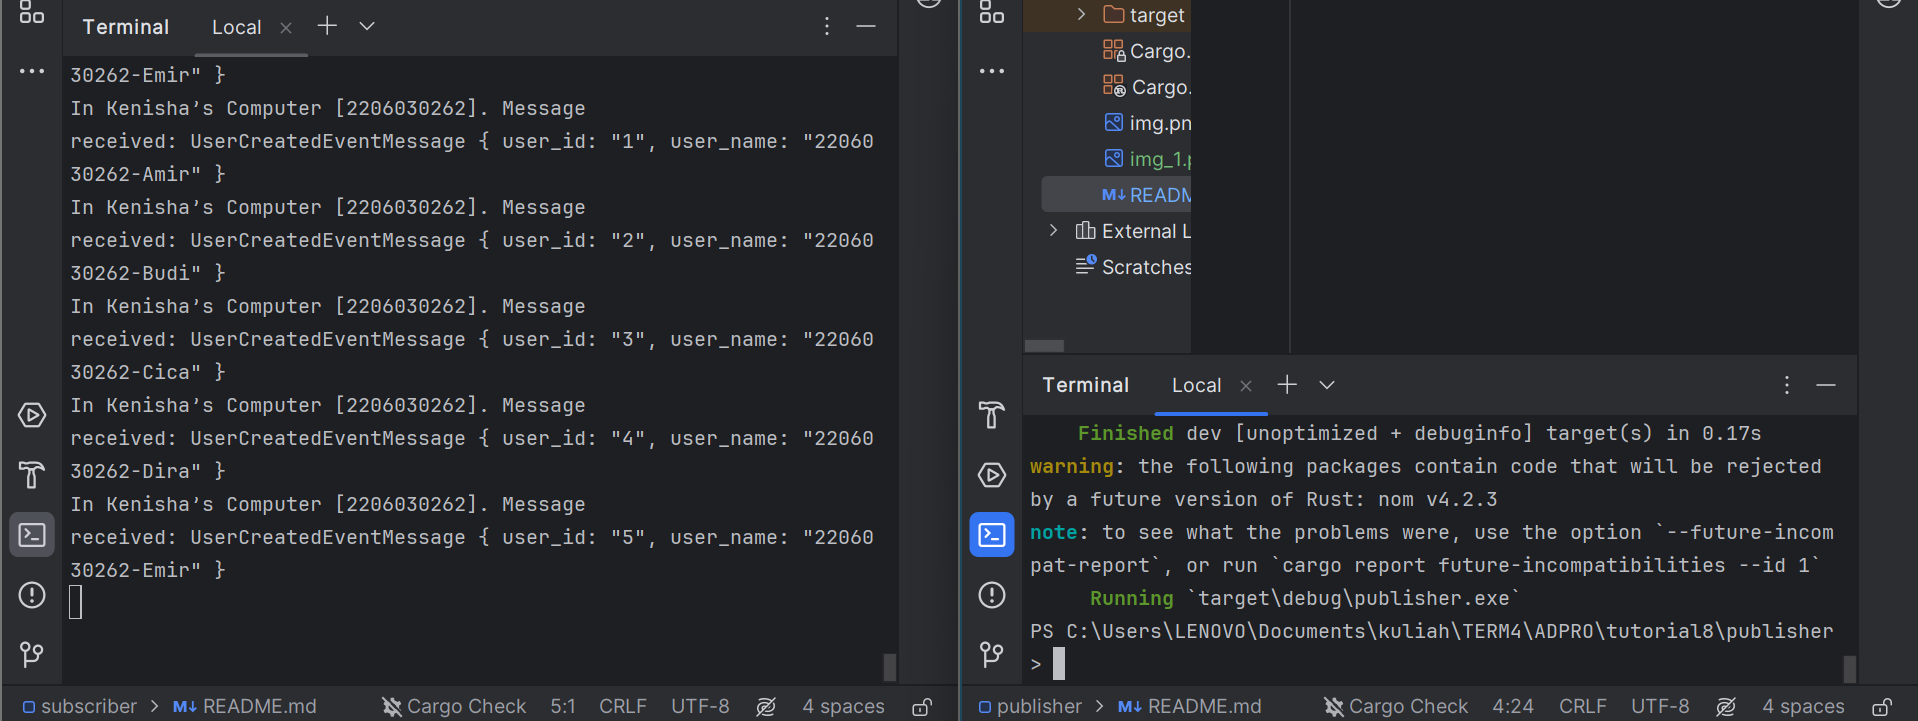 Terminal
Local
30262-Emir" }
In Kenisha's Computer [2206030262]. Message
received: UserCreatedEventMessage { user_id: "1", user_name: "22060
30262-Amir" }
In Kenisha's Computer [2206030262]. Message
received: UserCreatedEventMessage { user_id: "2", user_name: "22060
30262-Budi" }
In Kenisha's Computer [2206030262]. Message
received: UserCreatedEventMessage { user_id: "3", user_name: "22060
30262-Cica" }
In Kenisha's Computer [2206030262]. Message
received: UserCreatedEventMessage { user_id: "4", user_name: "22060
30262-Dira" }
In Kenisha's Computer [2206030262]. Message
received: UserCreatedEventMessage { user_id: "5", user_name: "22060
30262-Emir" }
subscriber > M↓ README.md Cargo Check 5:1 CRLF UTF-8 4 spaces
target
Cargo.
Cargo.
img.pn
img_1.p
M↓ READM
External L
Scratches
Terminal
Local
Finished dev [unoptimized + debuginfo] target(s) in 0.17s
warning: the following packages contain code that will be rejected
by a future version of Rust: nom v4.2.3
note: to see what the problems were, use the option `--future-incom
pat-report`, or run `cargo report future-incompatibilities --id 1`
Running `target\debug\publisher.exe`
PS C:\Users\LENOVO\Documents\kuliah\TERM4\ADPRO\tutorial8\publisher
>
publisher > M↓ README.md Cargo Check 4:24 CRLF UTF-8 4 spaces